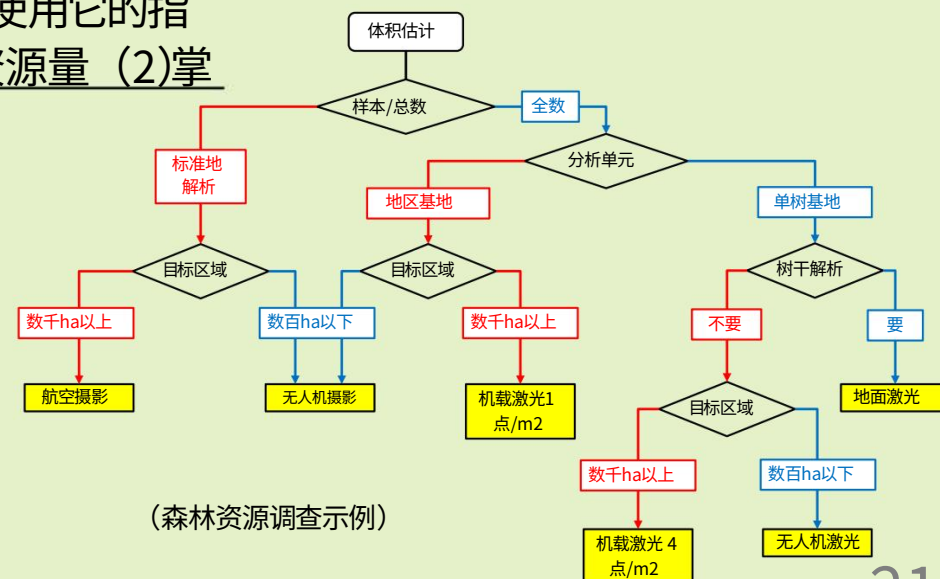 使用它的指
资源量（2)掌
体积估计
样本/总数
全数
标准地
解析
分析单元
地区基地
单树基地
目标区域
目标区域
树干解析
数千ha以上
数百ha以下
数千ha以上
不要
要
航空摄影
无人机摄影
机载激光1
点/m2
目标区域
地面激光
数千ha以上
数百ha以下
（森林资源调查示例）
机载激光 4
点/m2
无人机激光